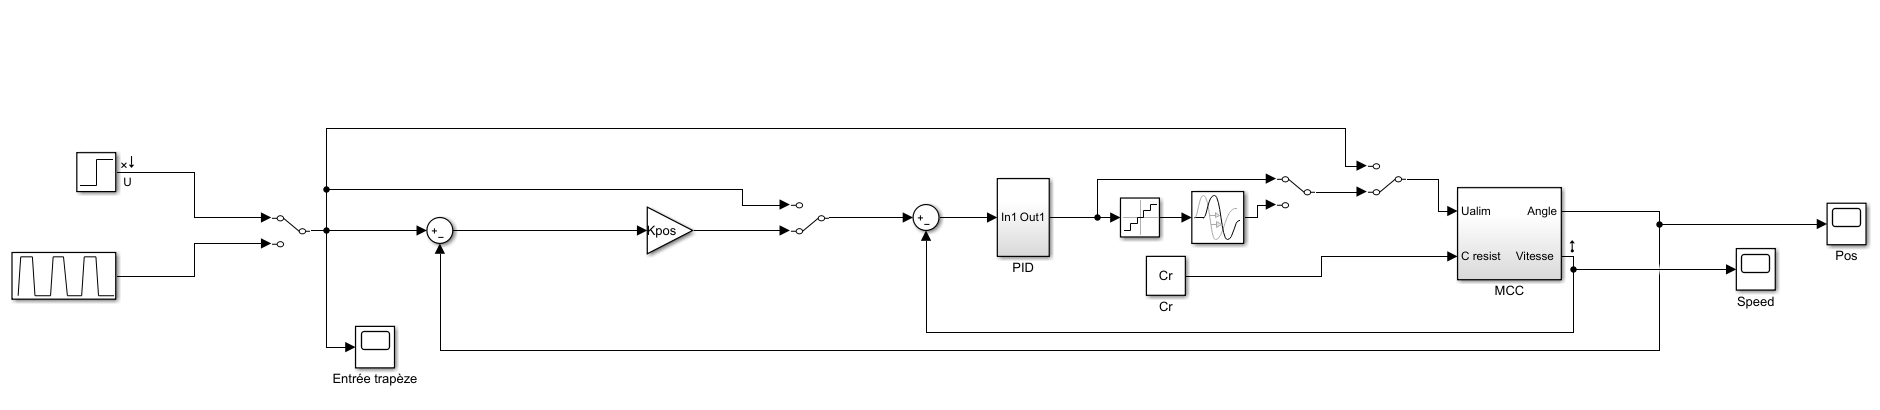 U
Entrée trapèze
Kpos
In1 Out1
PID
Cr
Cr
Ualim Angle
C resist Vitesse
MCC
Pos
Speed